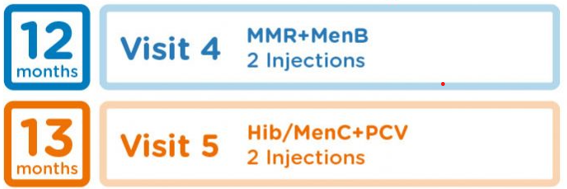 12
months
Visit 4
MMR+MenB
2 Injections
13
months
Visit 5
Hib/MenC+PCV
2 Injections